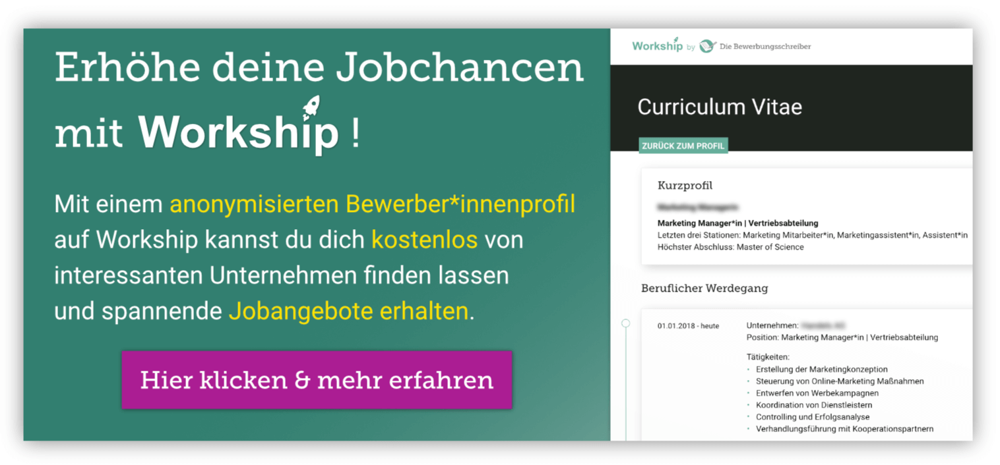 Erhöhe deine Jobchancen
mit Workship !
Mit einem anonymisierten Bewerber*innenprofil
auf Workship kannst du dich kostenlos von
interessanten Unternehmen finden lassen
und spannende Jobangebote erhalten.
Hier klicken & mehr erfahren
Workship by Die Bewerbungsschreiber
Curriculum Vitae
ZURÜCK ZUM PROFIL
Kurzprofil
Marketing Manager*in | Vertriebsabteilung
Letzten drei Stationen: Marketing Mitarbeiter*in, Marketingassistent*in, Assistent*in
Höchster Abschluss: Master of Science
Beruflicher Werdegang
01.01.2018 - heute
Unternehmen:
Position: Marketing Manager*in | Vertriebsabteilung
Tätigkeiten:
• Erstellung der Marketingkonzeption
• Steuerung von Online-Marketing Maßnahmen
• Entwerfen von Werbekampagnen
• Koordination von Dienstleistern
• Controlling und Erfolgsanalyse
• Verhandlungsführung mit Kooperationspartnern